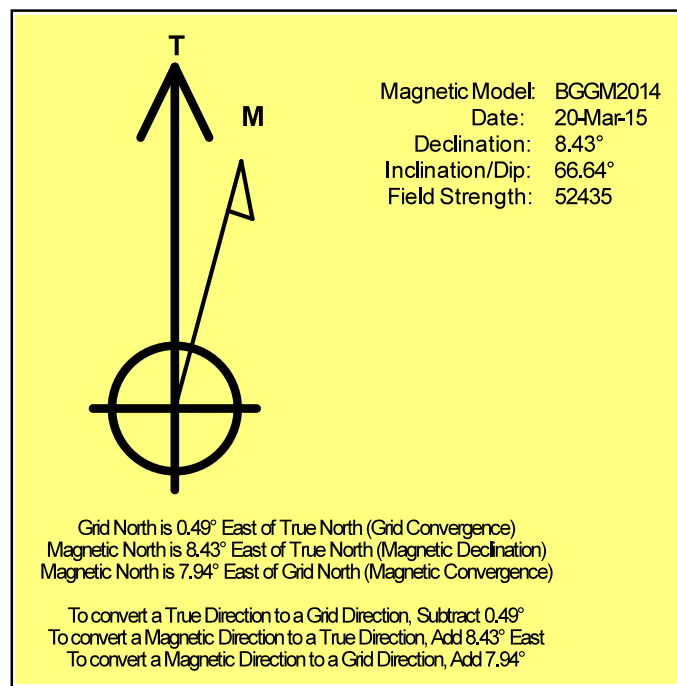 T
M
Magnetic Model: BGGM2014
Date: 20-Mar-15
Declination: 8.43°
Inclination/Dip: 66.64°
Field Strength: 52435
Grid North is 0.49° East of True North (Grid Convergence)
Magnetic North is 8.43° East of True North (Magnetic Declination)
Magnetic North is 7.94° East of Grid North (Magnetic Convergence)
To convert a True Direction to a Grid Direction, Subtract 0.49°
To convert a Magnetic Direction to a True Direction, Add 8.43° East
To convert a Magnetic Direction to a Grid Direction, Add 7.94°